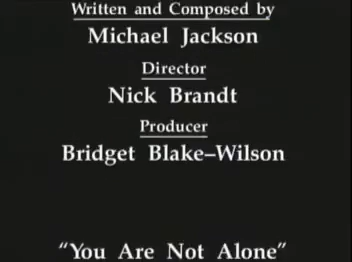 Written and Composed by
Michael Jackson
Director
Nick Brandt
Producer
Bridget Blake–Wilson
“You Are Not Alone”